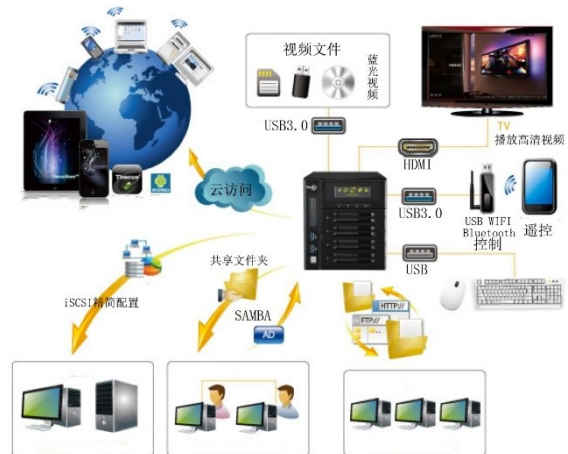 视频文件
蓝光视频
USB3.0
TV
播放高清视频
HDMI
Thecus
云访问
USB3.0
USB WIFI
Bluetooth
控制
遥控
USB
共享文件夹
iSCSI精简配置
SAMBA
AD
HTTP://
FTP://